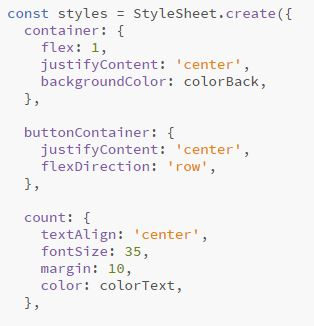 const styles = StyleSheet.create({
  container: {
    flex: 1,
    justifyContent: 'center',
    backgroundColor: colorBack,
  },

  buttonContainer: {
    justifyContent: 'center',
    flexDirection: 'row',
  },

  count: {
    textAlign: 'center',
    fontSize: 35,
    margin: 10,
    color: colorText,
  },